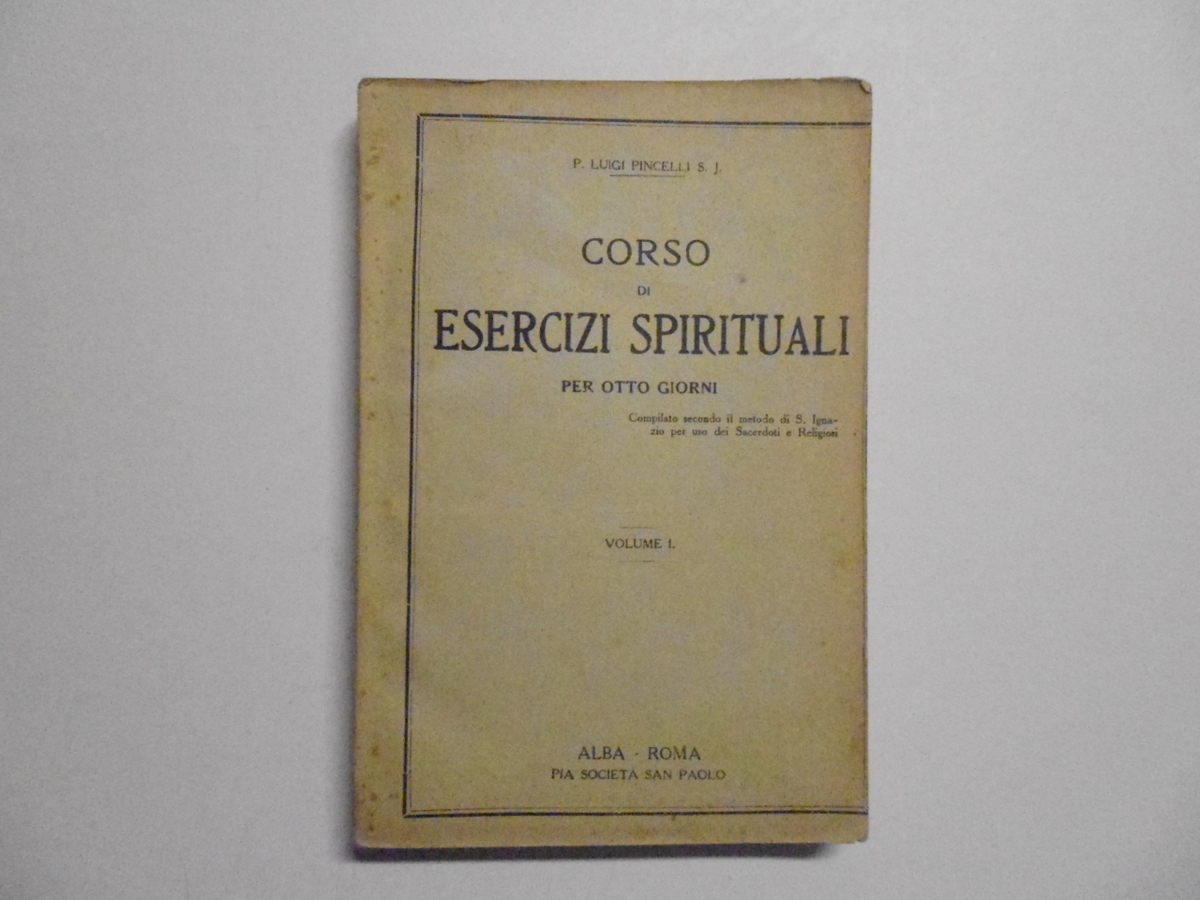 P. LUIGI PINCELLI S. J.
CORSO
DI
ESERCIZI SPIRITUALI
PER OTTO GIORNI
Compilato secondo il metodo di S. Igna-
zio per uso dei Sacerdoti e Religiosi
VOLUME I.
ALBA - ROMA
PIA SOCIETÀ SAN PAOLO